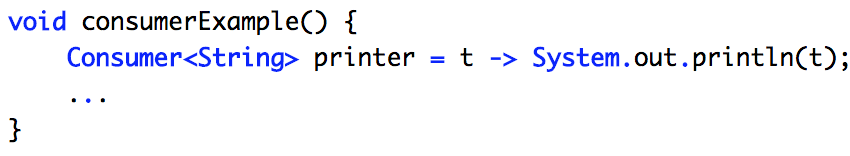 void consumerExample() {
    Consumer<String> printer = t -> System.out.println(t);
    ...
}